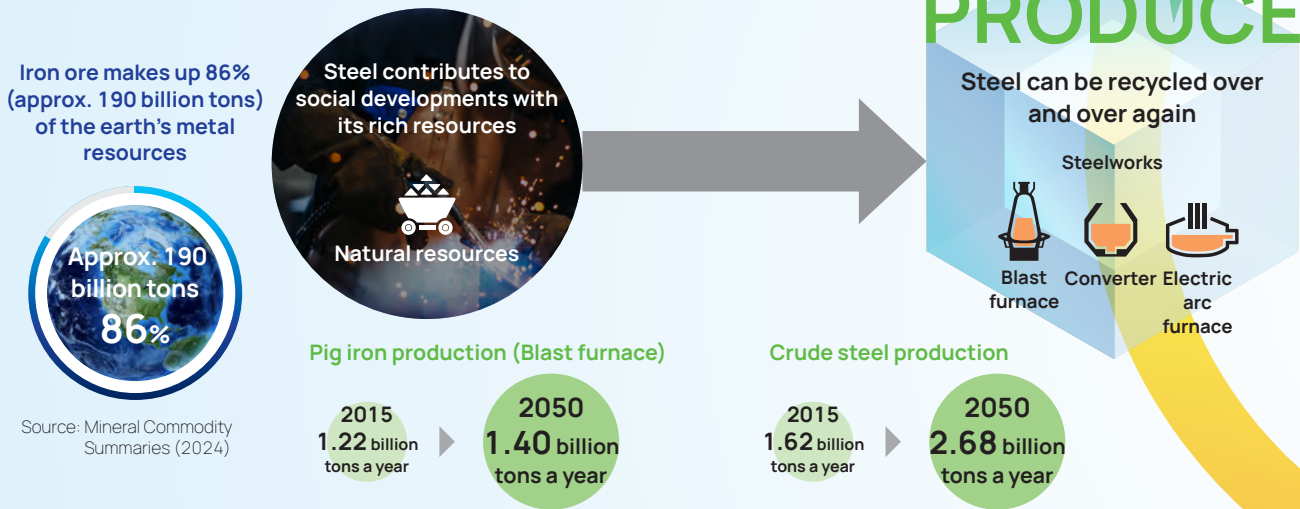 PRODUCE
Iron ore makes up 86%
(approx. 190 billion tons)
of the earth's metal
resources
Approx. 190
billion tons
86%
Source: Mineral Commodity
Summaries (2024)
Steel contributes to
social developments with
its rich resources
Natural resources
Steel can be recycled over
and over again
Steelworks
Blast
furnace
Converter
Electric
arc
furnace
Pig iron production (Blast furnace)
2015
1.22 billion
tons a year
2050
1.40 billion
tons a year
Crude steel production
2015
1.62 billion
tons a year
2050
2.68 billion
tons a year